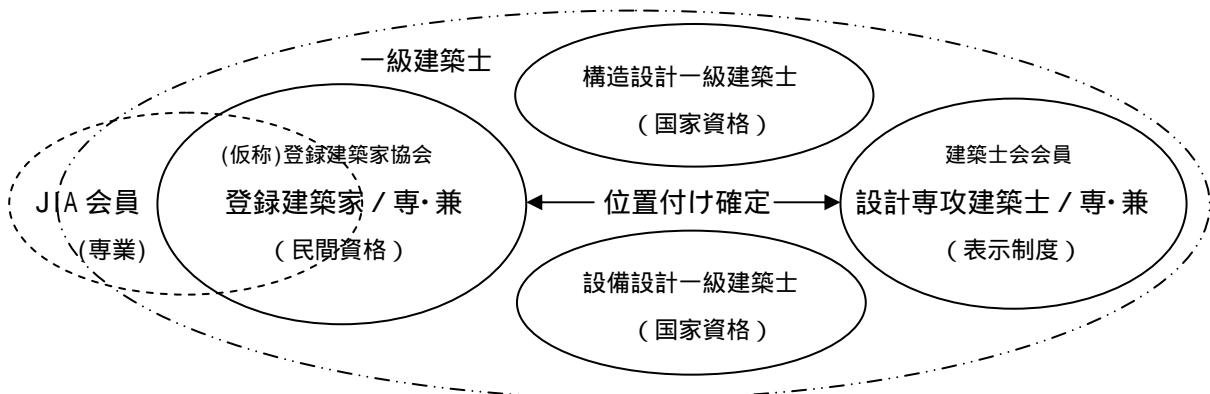 一級建築士
構造設計一級建築士
（国家資格）
(仮称)登録建築家協会
JIA 会員
登録建築家 / 専・兼
(専業)
（民間資格）
位置付け確定
建築士会会員
設計専攻建築士 / 専・兼
（表示制度）
設備設計一級建築士
（国家資格）